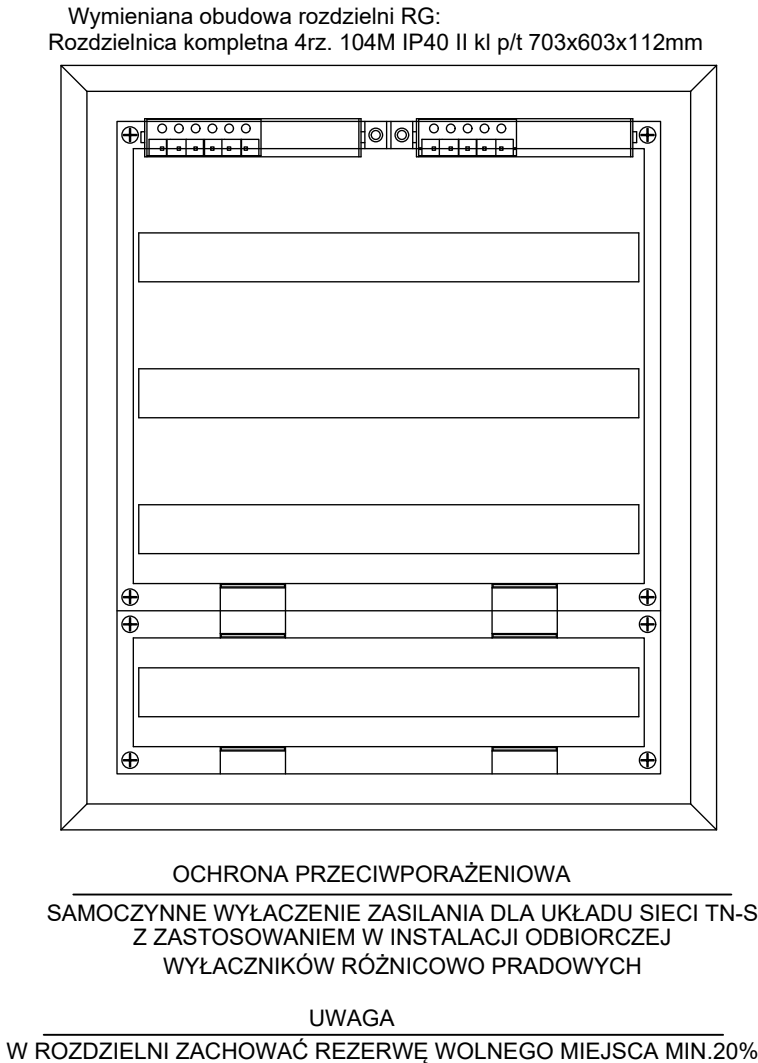 Wymieniana obudowa rozdzielni RG:
Rozdzielnica kompletna 4rz. 104M IP40 II kl p/t 703x603x112mm
OCHRONA PRZECIWPORAŻENIOWA
SAMOCZYNNE WYŁACZENIE ZASILANIA DLA UKŁADU SIECI TN-S
Z ZASTOSOWANIEM W INSTALACJI ODBIORCZEJ
WYŁACZNIKÓW RÓŻNICOWO PRADOWYCH
UWAGA
W ROZDZIELNI ZACHOWAĆ REZERWĘ WOLNEGO MIEJSCA MIN.20%